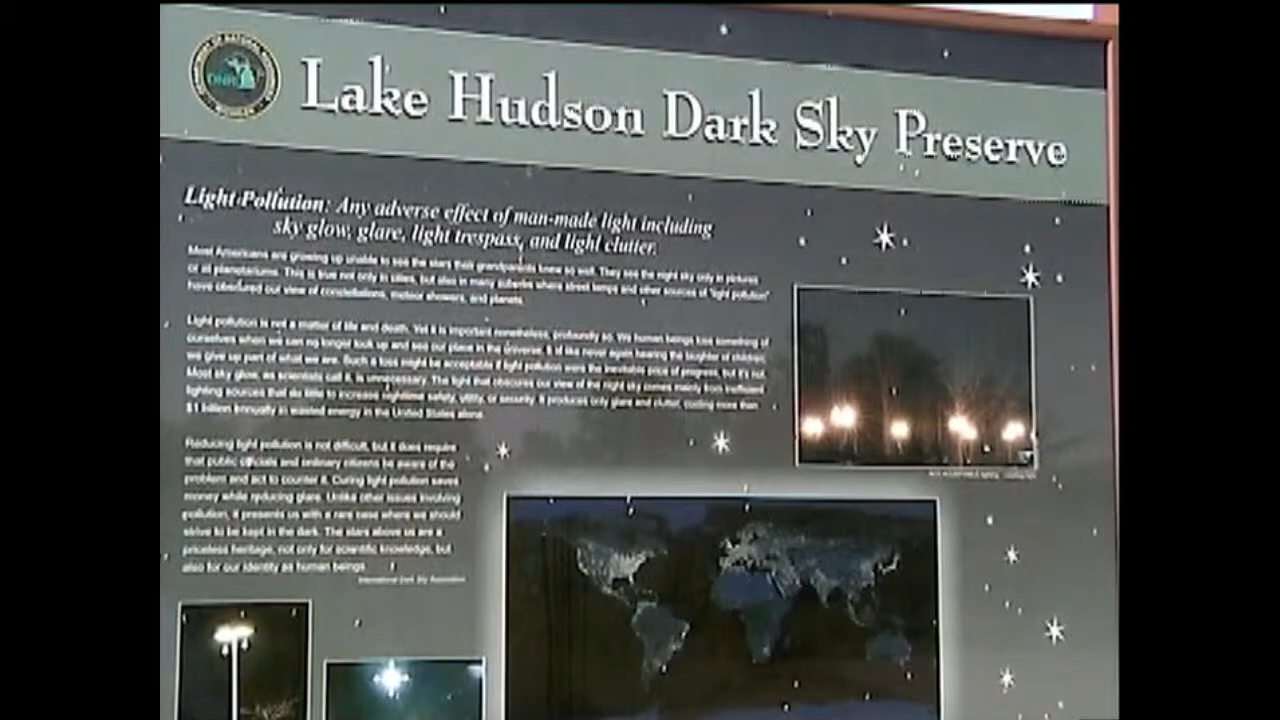 DNR
Lake Hudson Dark Sky Preserve
Light Pollution: Any adverse effect of man-made light including
sky glow, glare, light trespass, and light clutter.
Most Americans are growing up unable to see the stars their grandparents knew so well. They see the night sky only in pictures
or at planetariums. This is true not only in cities, but also in many suburbs where street lamps and other sources of "light pollution"
have obscured our view of constellations, meteor showers, and planets.
Light pollution is not a matter of life and death. Yet it is important nonetheless, profoundly so. We human beings lose something of
ourselves when we can no longer look up and see our place in the universe. It is like never again hearing the laughter of children;
we give up part of what we are. Such a loss might be acceptable if light pollution were the inevitable price of progress, but it's not.
Most sky glow, as scientists call it, is unnecessary. The light that obscures our view of the night sky comes mainly from inefficient
lighting sources that do little to increase nighttime safety, utility, or security. It produces only glare and clutter, costing more than
$1 billion annually in wasted energy in the United States alone.
Reducing light pollution is not difficult, but it does require
that public officials and ordinary citizens be aware of the
problem and act to counter it. Curing light pollution saves
money while reducing glare. Unlike other issues involving
pollution, it presents us with a rare case where we should
strive to be kept in the dark. The stars above us are a
priceless heritage, not only for scientific knowledge, but
also for our identity as human beings.
International Dark Sky Association